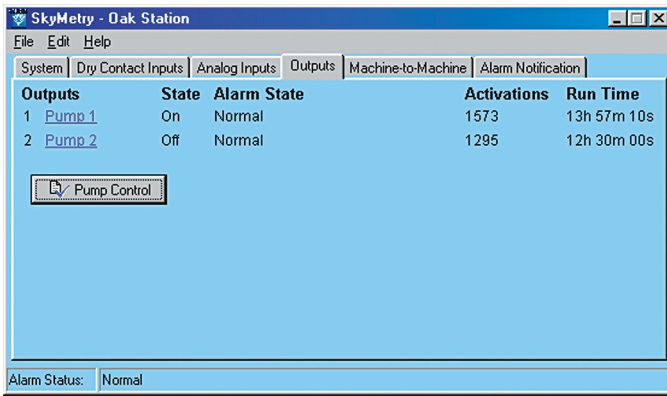 SkyMetry - Oak Station
File Edit Help
System Dry Contact Inputs Analog Inputs Outputs Machine-to-Machine Alarm Notification
Outputs State Alarm State Activations Run Time
1 Pump 1 On Normal 1573 13h 57m 10s
2 Pump 2 Off Normal 1295 12h 30m 00s
Pump Control
Alarm Status: Normal